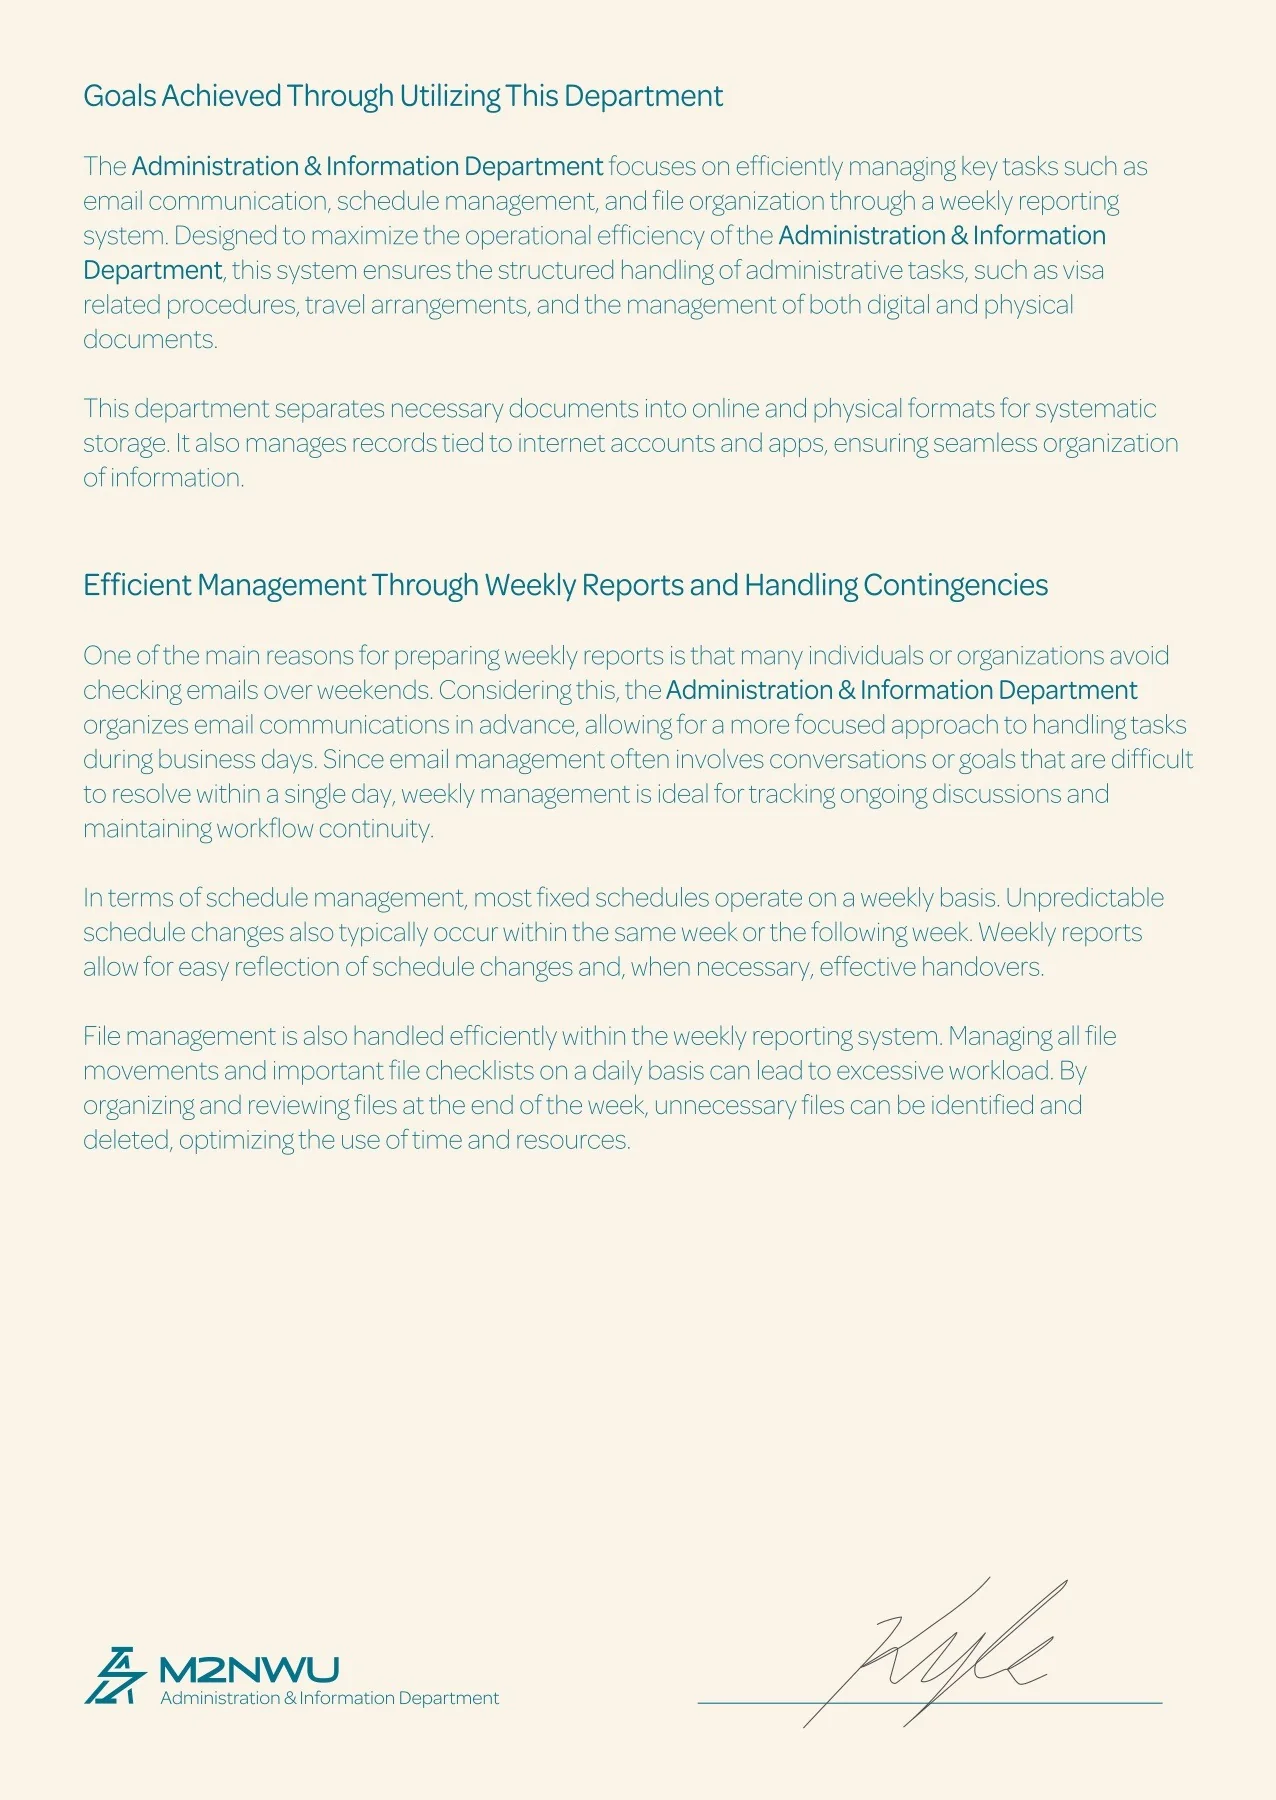 Goals Achieved Through Utilizing This Department
The Administration & Information Department focuses on efficiently managing key tasks such as
email communication, schedule management, and file organization through a weekly reporting
system. Designed to maximize the operational efficiency of the Administration & Information
Department, this system ensures the structured handling of administrative tasks, such as visa
related procedures, travel arrangements, and the management of both digital and physical
documents.
This department separates necessary documents into online and physical formats for systematic
storage. It also manages records tied to internet accounts and apps, ensuring seamless organization
of information.
Efficient Management Through Weekly Reports and Handling Contingencies
One of the main reasons for preparing weekly reports is that many individuals or organizations avoid
checking emails over weekends. Considering this, the Administration & Information Department
organizes email communications in advance, allowing for a more focused approach to handling tasks
during business days. Since email management often involves conversations or goals that are difficult
to resolve within a single day, weekly management is ideal for tracking ongoing discussions and
maintaining workflow continuity.
In terms of schedule management, most fixed schedules operate on a weekly basis. Unpredictable
schedule changes also typically occur within the same week or the following week. Weekly reports
allow for easy reflection of schedule changes and, when necessary, effective handovers.
File management is also handled efficiently within the weekly reporting system. Managing all file
movements and important file checklists on a daily basis can lead to excessive workload. By
organizing and reviewing files at the end of the week, unnecessary files can be identified and
deleted, optimizing the use of time and resources.
M2NWU
Administration & Information Department
Kyle